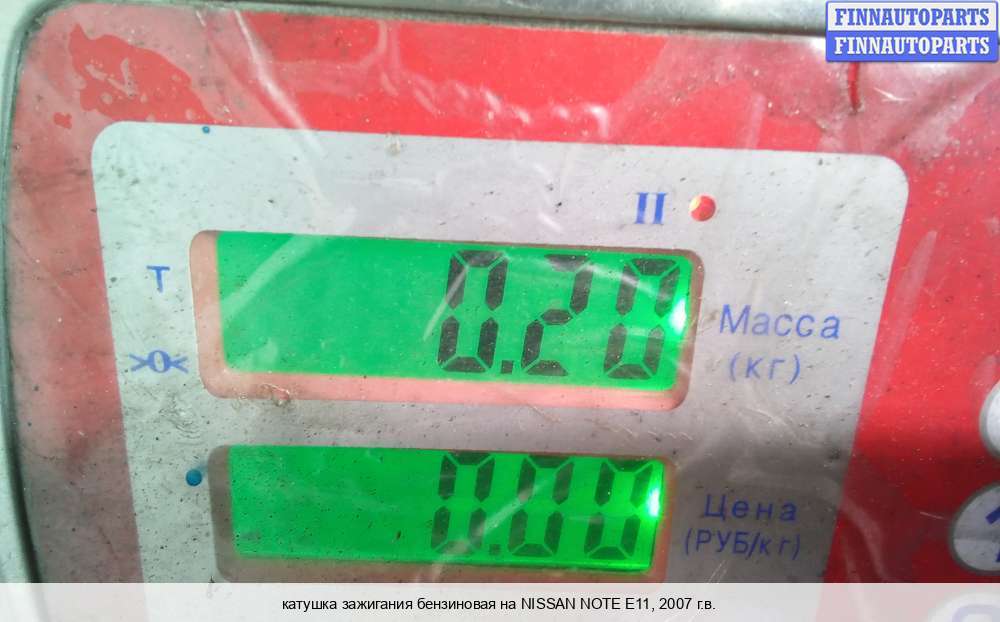 FINNAUTOPARTS
FINNAUTOPARTS
II
T
0.20
Масса
(кг)
>0<
0.00
Цена
(РУБ/кг)
катушка зажигания бензиновая на NISSAN NOTE E11, 2007 г.в.